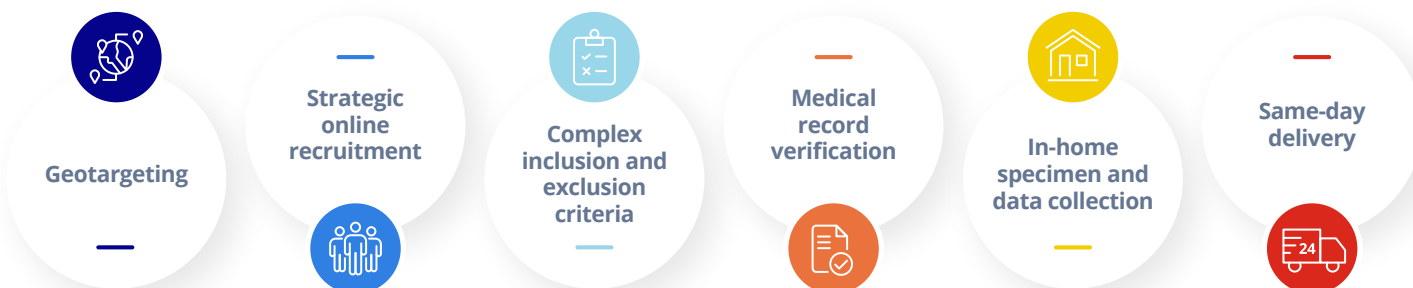 Geotargeting
Strategic
online
recruitment
Complex
inclusion and
exclusion
criteria
Medical
record
verification
In-home
specimen and
data collection
Same-day
delivery
24